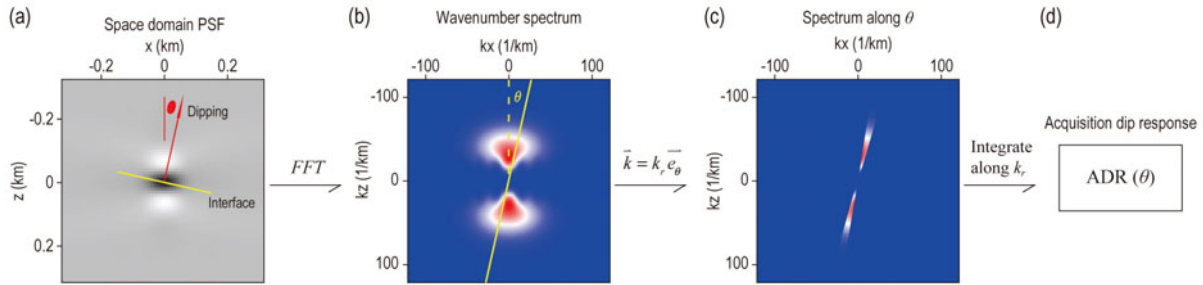 (a)
Space domain PSF
x (km)
-0.2 0 0.2
z (km)
-0.2
0
0.2
Dipping
Interface
FFT
(b)
Wavenumber spectrum
kx (1/km)
-100 0 100
kz (1/km)
-100
0
100
θ
k = k_r e_θ
(c)
Spectrum along θ
kx (1/km)
-100 0 100
kz (1/km)
-100
0
100
Integrate
along k_r
(d)
Acquisition dip response
ADR (θ)